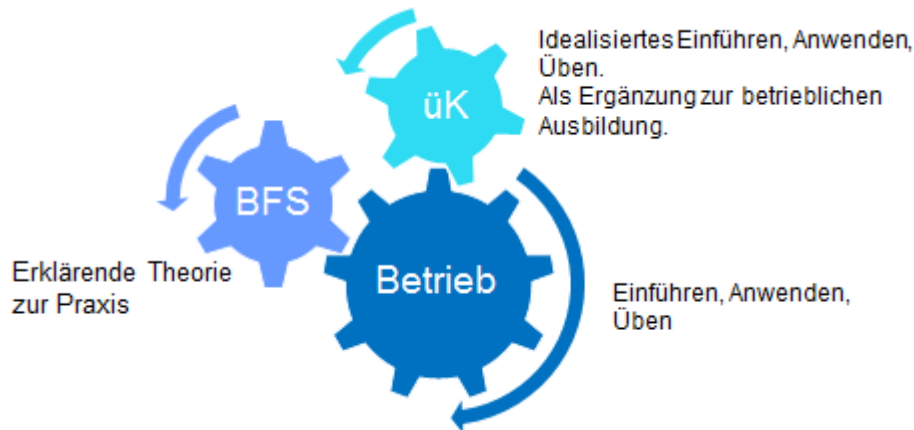 Idealisiertes Einführen, Anwenden,
Üben.
Als Ergänzung zur betrieblichen
Ausbildung.
üK
BFS
Erklärende Theorie
zur Praxis
Betrieb
Einführen, Anwenden,
Üben